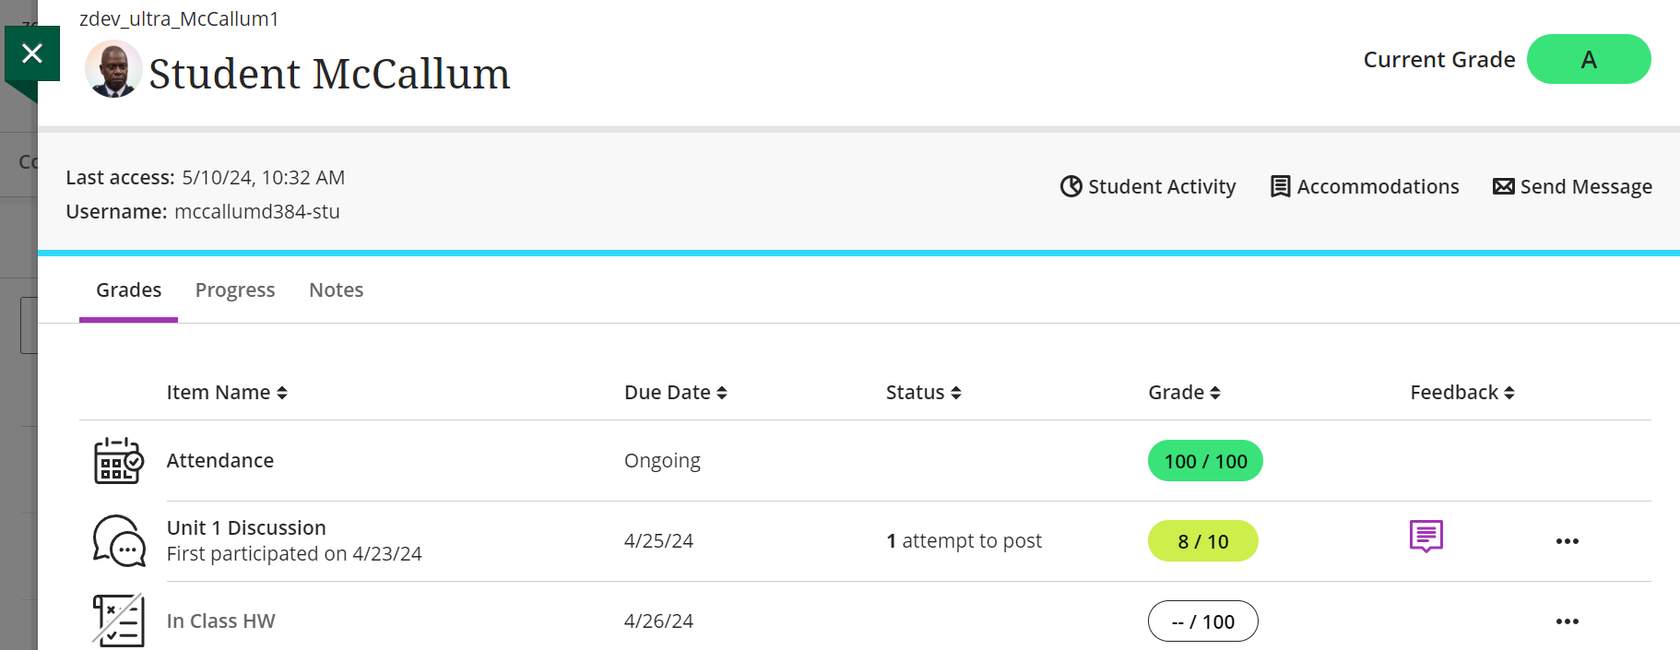 zdev_ultra_McCallum1
Student McCallum
Current Grade A
Last access: 5/10/24, 10:32 AM
Username: mccallumd384-stu
Student Activity Accommodations Send Message
Grades Progress Notes
Item Name Due Date Status Grade Feedback
Attendance Ongoing 100 / 100
Unit 1 Discussion
First participated on 4/23/24
4/25/24 1 attempt to post 8 / 10
In Class HW 4/26/24 -- / 100